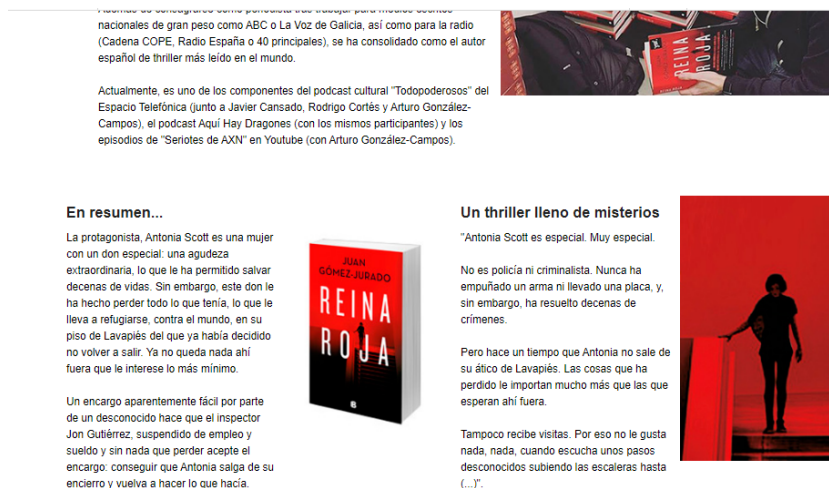 nacionales de gran peso como ABC o La Voz de Galicia, así como para la radio
(Cadena COPE, Radio España o 40 principales), se ha consolidado como el autor
español de thriller más leído en el mundo.
Actualmente, es uno de los componentes del podcast cultural "Todopoderosos" del
Espacio Telefónica (junto a Javier Cansado, Rodrigo Cortés y Arturo González-
Campos), el podcast Aquí Hay Dragones (con los mismos participantes) y los
episodios de "Seriotes de AXN" en Youtube (con Arturo González-Campos).
REINA
ROJA
En resumen...
La protagonista, Antonia Scott es una mujer
con un don especial: una agudeza
extraordinaria, lo que le ha permitido salvar
decenas de vidas. Sin embargo, este don le
ha hecho perder todo lo que tenía, lo que le
lleva a refugiarse, contra el mundo, en su
piso de Lavapiés del que ya había decidido
no volver a salir. Ya no queda nada ahí
fuera que le interese lo más mínimo.
Un encargo aparentemente fácil por parte
de un desconocido hace que el inspector
Jon Gutiérrez, suspendido de empleo y
sueldo y sin nada que perder acepte el
encargo: conseguir que Antonia salga de su
encierro y vuelva a hacer lo que hacía.
JUAN
GÓMEZ-JURADO
REINA
ROJA
B
Un thriller lleno de misterios
"Antonia Scott es especial. Muy especial.
No es policía ni criminalista. Nunca ha
empuñado un arma ni llevado una placa, y,
sin embargo, ha resuelto decenas de
crímenes.
Pero hace un tiempo que Antonia no sale de
su ático de Lavapiés. Las cosas que ha
perdido le importan mucho más que las que
esperan ahí fuera.
Tampoco recibe visitas. Por eso no le gusta
nada, nada, cuando escucha unos pasos
desconocidos subiendo las escaleras hasta
(...)".